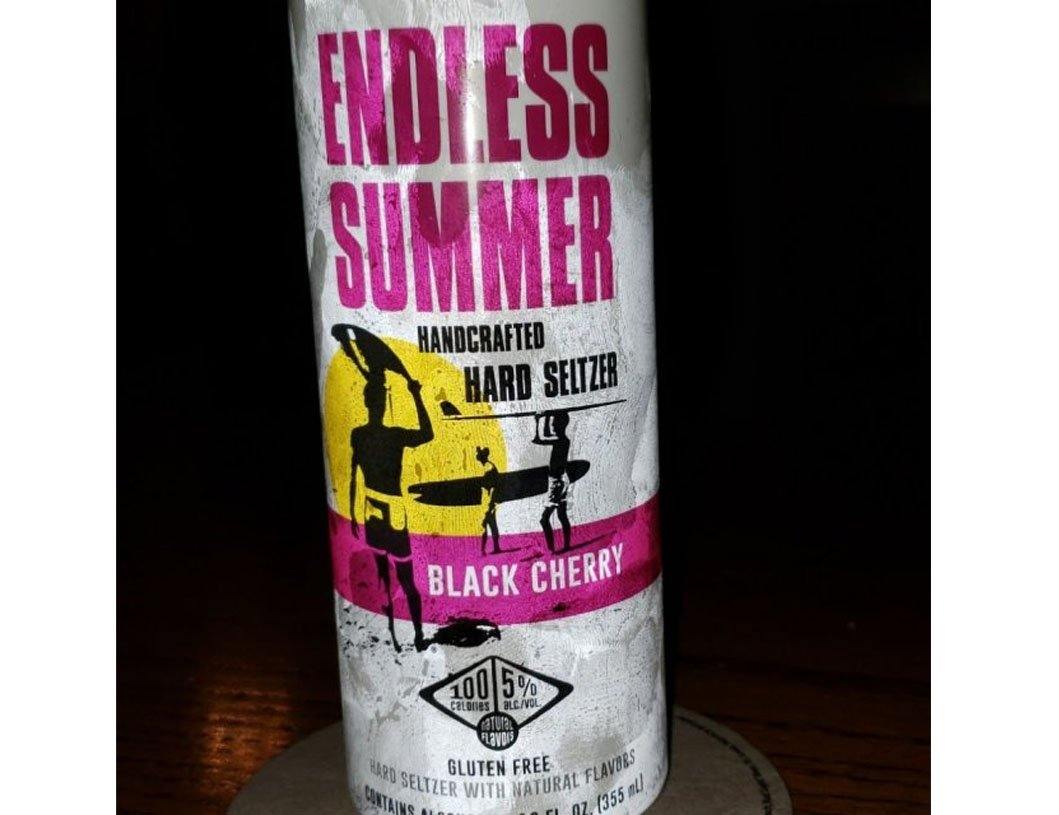 ENDLESS
SUMMER
HANDCRAFTED
HARD SELTZER
BLACK CHERRY
100 5%
CALORIES ALC/VOL.
NATURAL
FLAVORS
GLUTEN FREE
HARD SELTZER WITH NATURAL FLAVORS
CONTAINS FL. OZ. (355 mL)